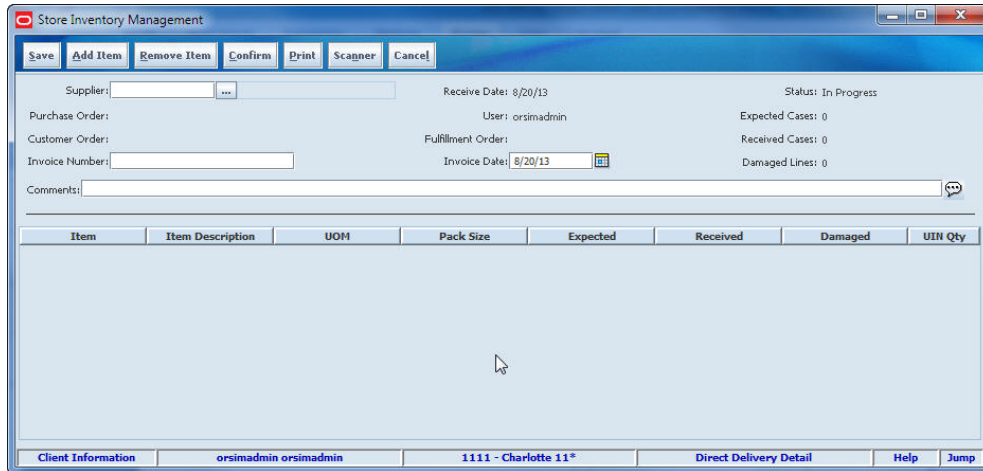 Store Inventory Management
Save Add Item Remove Item Confirm Print Scanner Cancel
Supplier: ... Receive Date: 8/20/13 Status: In Progress
Purchase Order: User: orsimadmin Expected Cases: 0
Customer Order: Fulfillment Order: Received Cases: 0
Invoice Number: Invoice Date: 8/20/13 Damaged Lines: 0
Comments:
Item Item Description UOM Pack Size Expected Received Damaged UIN Qty
Client Information orsimadmin orsimadmin 1111 - Charlotte 11* Direct Delivery Detail Help Jump